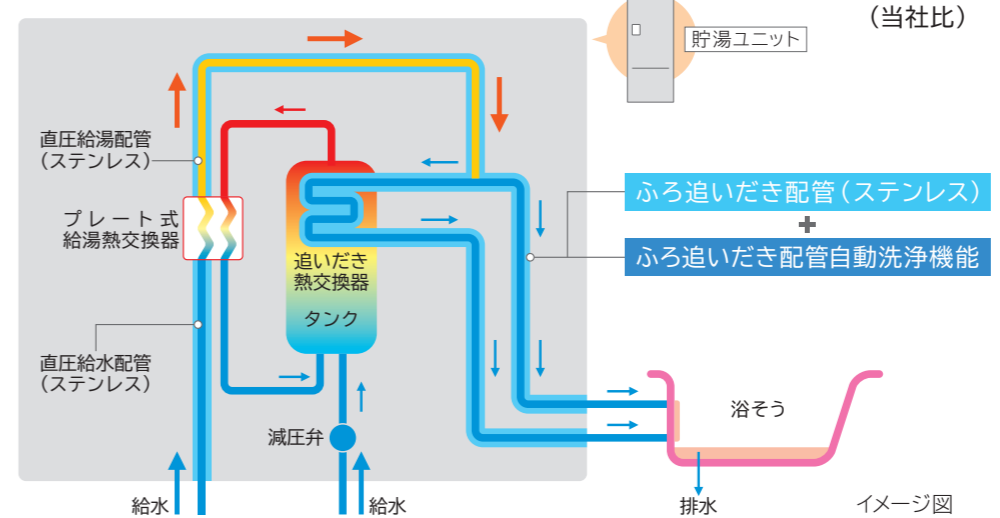 （当社比）
貯湯ユニット
直圧給湯配管
（ステンレス）
プレート式
給湯熱交換器
直圧給水配管
（ステンレス）
追いだき
熱交換器
タンク
減圧弁
給水
給水
ふろ追いだき配管（ステンレス）
+
ふろ追いだき配管自動洗浄機能
浴そう
排水
イメージ図